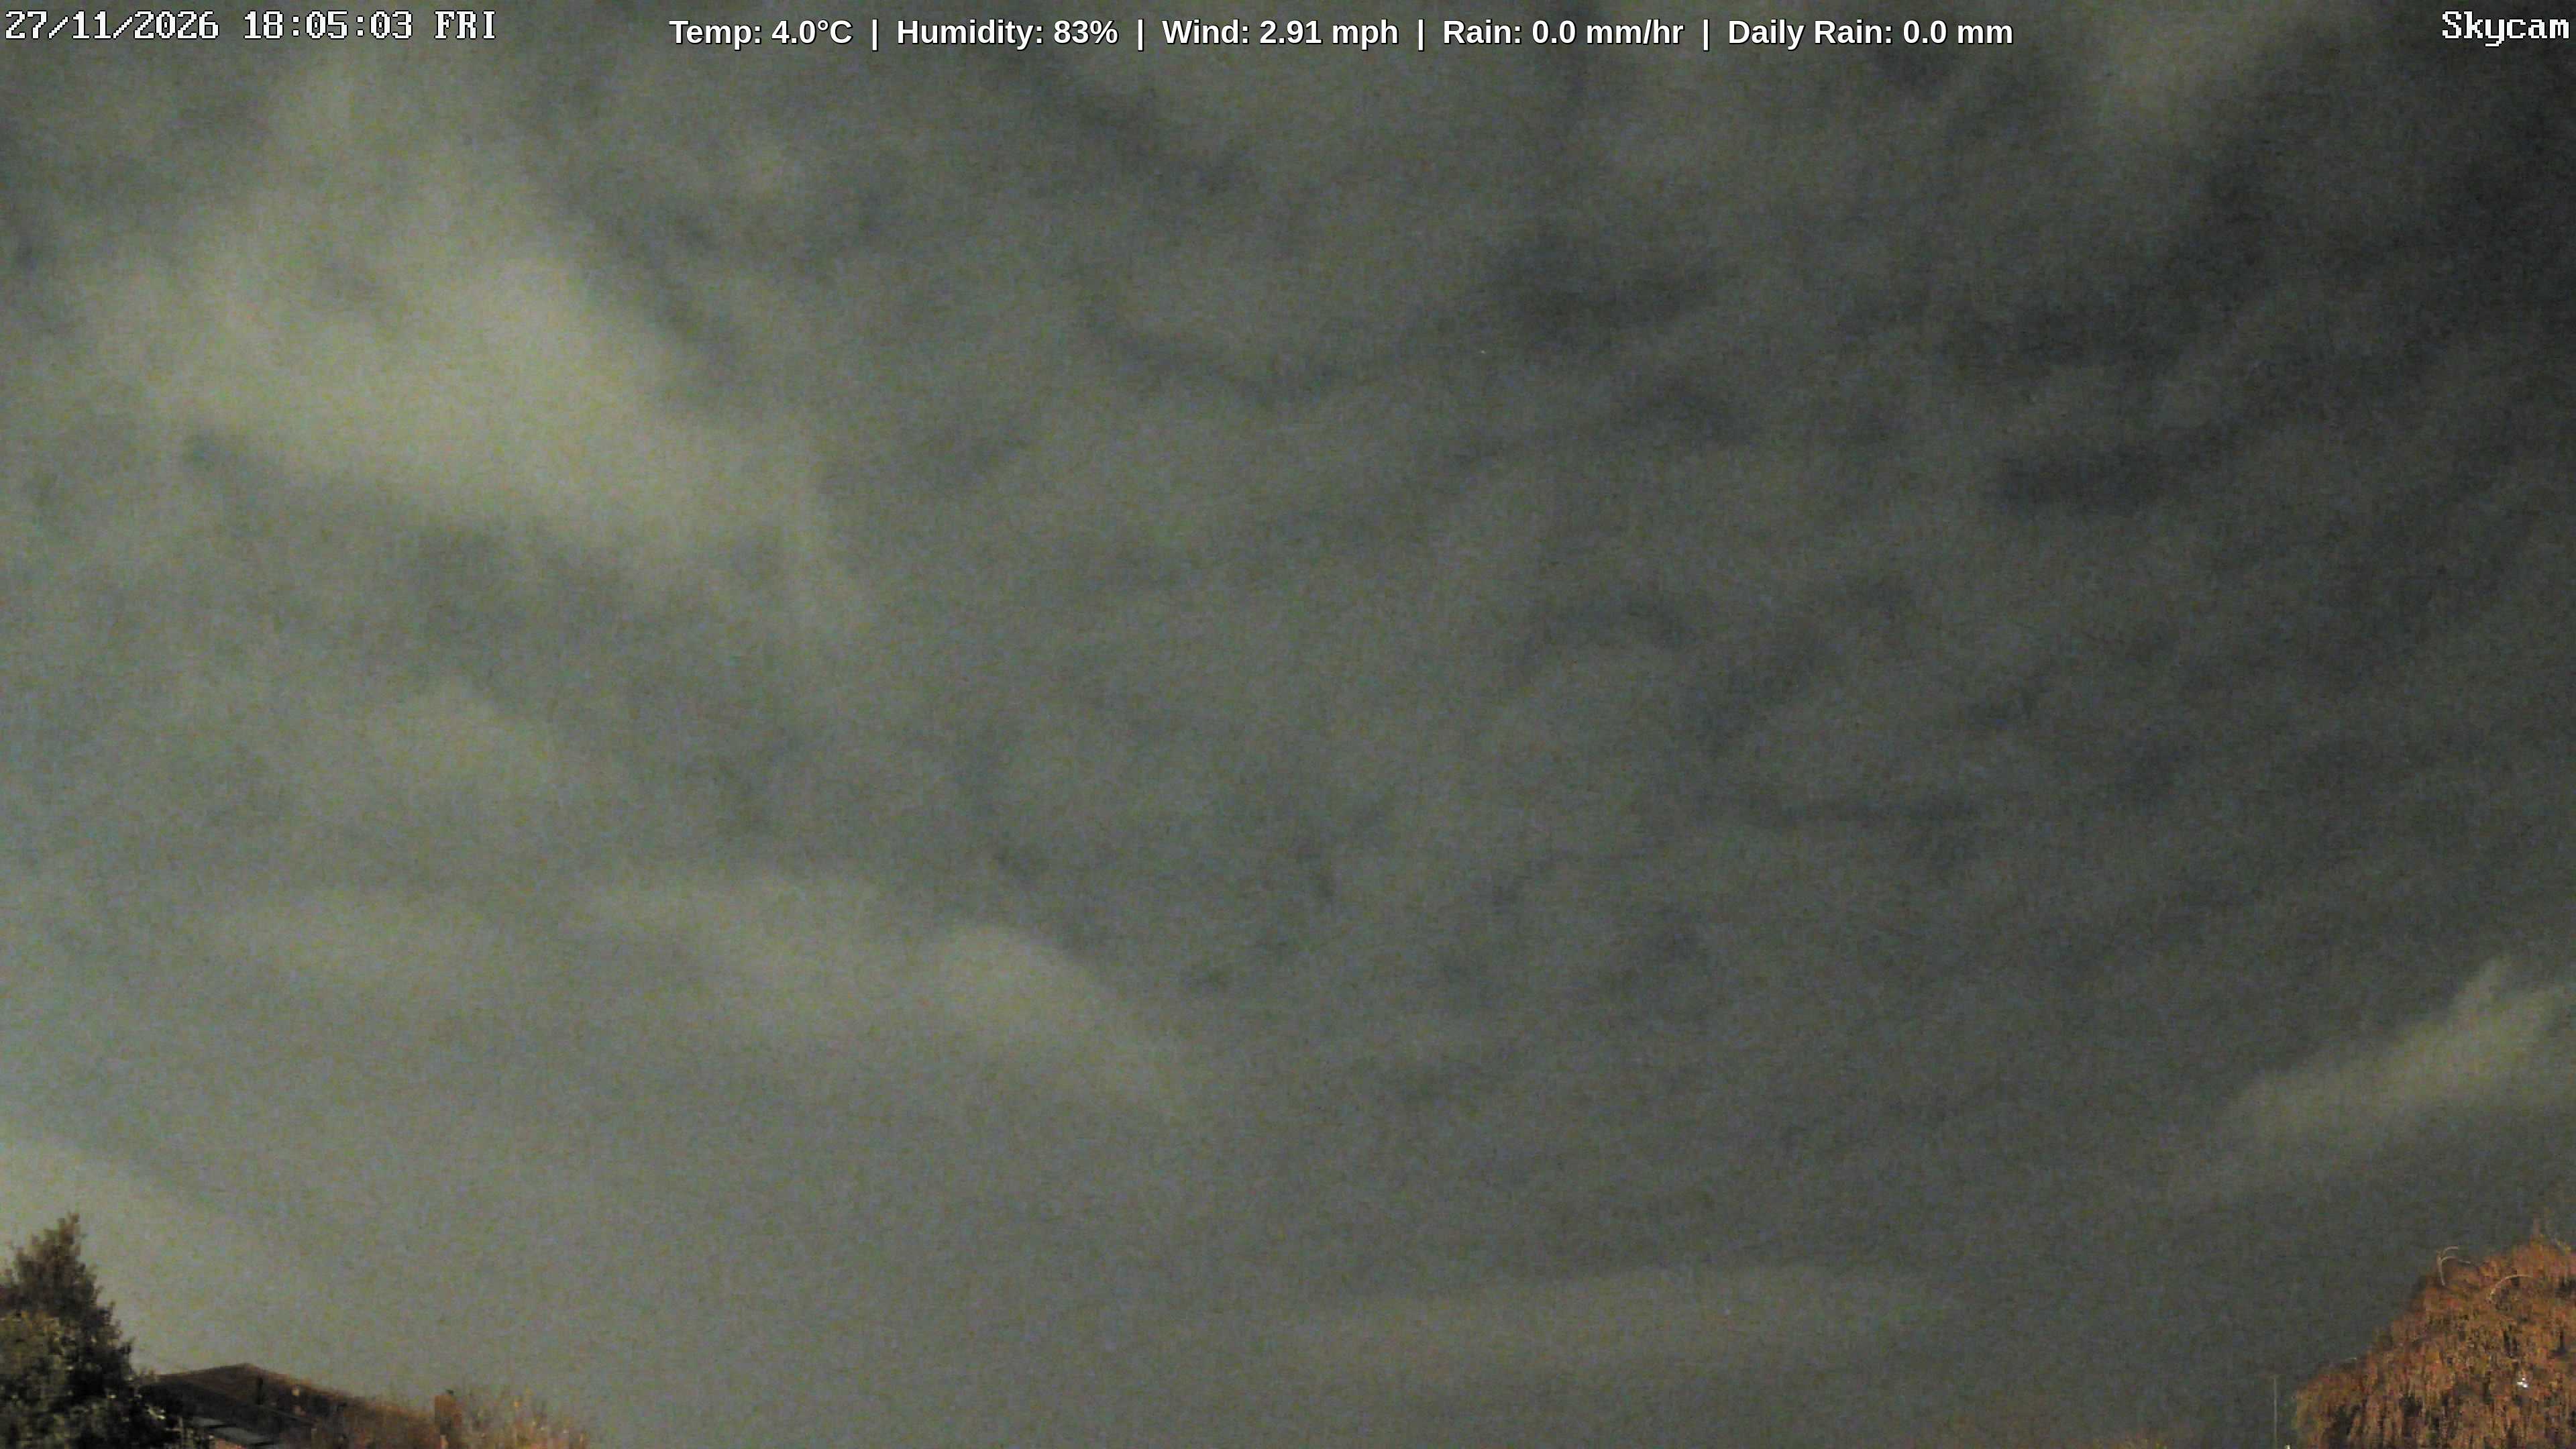 27/11/2026 18:05:03 FRI
Temp: 4.0°C | Humidity: 83% | Wind: 2.91 mph | Rain: 0.0 mm/hr | Daily Rain: 0.0 mm
Skycam